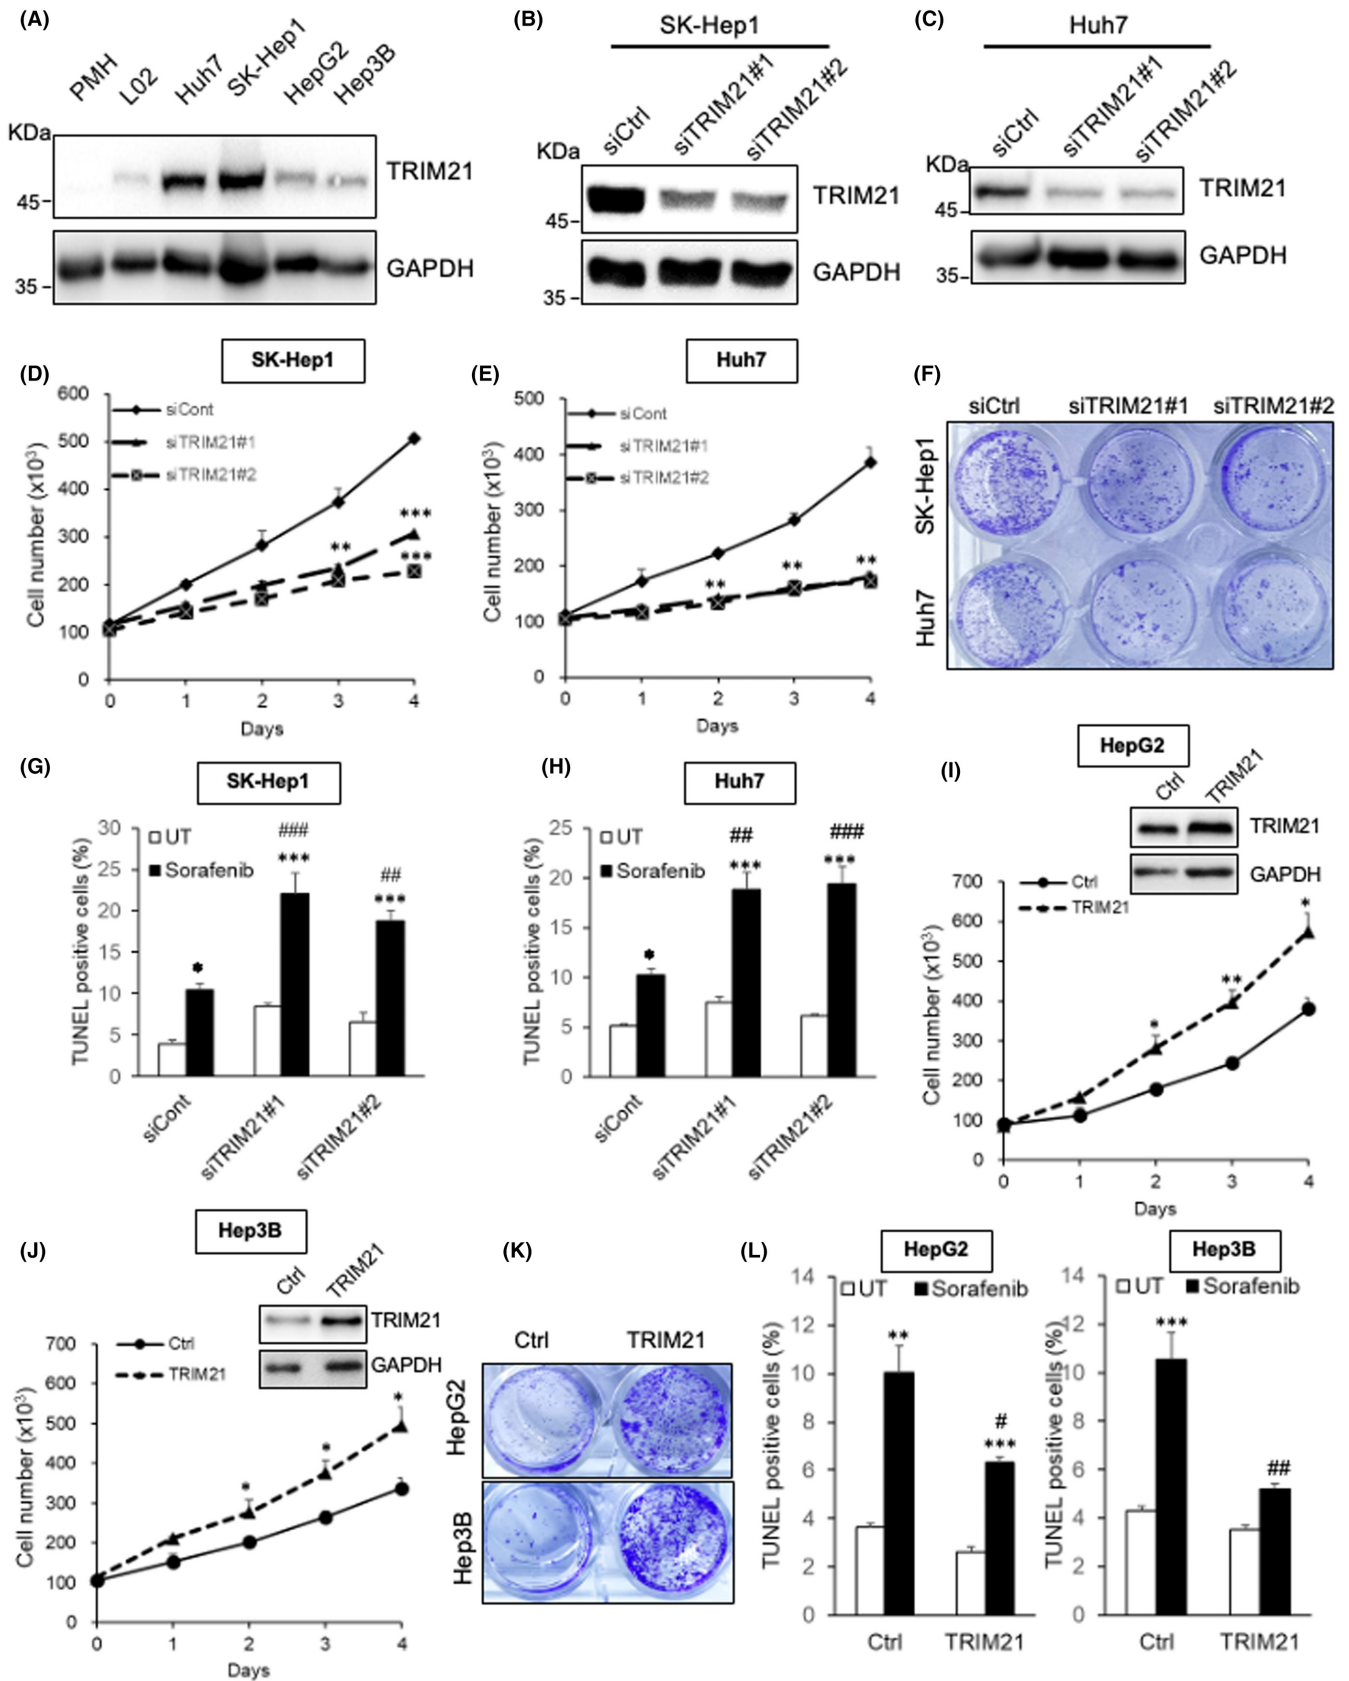 (A)
PMH L02 Huh7 SK-Hep1 HepG2 Hep3B
KDa
TRIM21
45
GAPDH
35
(B)
SK-Hep1
siCtrl siTRIM21#1 siTRIM21#2
KDa
TRIM21
45
GAPDH
35
(C)
Huh7
siCtrl siTRIM21#1 siTRIM21#2
KDa
TRIM21
45
GAPDH
35
(D)
SK-Hep1
siCont
siTRIM21#1
siTRIM21#2
Cell number (x10³)
600
500
400
300
200
100
0
** *** ***
0 1 2 3 4
Days
(E)
Huh7
siCont
siTRIM21#1
siTRIM21#2
Cell number (x10³)
500
400
300
200
100
0
** ** **
0 1 2 3 4
Days
(F)
siCtrl siTRIM21#1 siTRIM21#2
SK-Hep1
Huh7
(G)
SK-Hep1
UT
Sorafenib
TUNEL positive cells (%)
30
25
20
15
10
5
0
*
###
***
##
***
siCont siTRIM21#1 siTRIM21#2
(H)
Huh7
UT
Sorafenib
TUNEL positive cells (%)
25
20
15
10
5
0
*
##
***
###
***
siCont siTRIM21#1 siTRIM21#2
(I)
HepG2
Ctrl TRIM21
TRIM21
GAPDH
Ctrl
TRIM21
Cell number (x10³)
700
600
500
400
300
200
100
0
* ** *
0 1 2 3 4
Days
(J)
Hep3B
Ctrl TRIM21
TRIM21
GAPDH
Ctrl
TRIM21
Cell number (x10³)
700
600
500
400
300
200
100
0
* * *
0 1 2 3 4
Days
(K)
Ctrl TRIM21
HepG2
Hep3B
(L)
HepG2
UT Sorafenib
TUNEL positive cells (%)
14
12
10
8
6
4
2
0
**
#
***
Ctrl TRIM21
Hep3B
UT Sorafenib
TUNEL positive cells (%)
14
12
10
8
6
4
2
0
***
##
Ctrl TRIM21